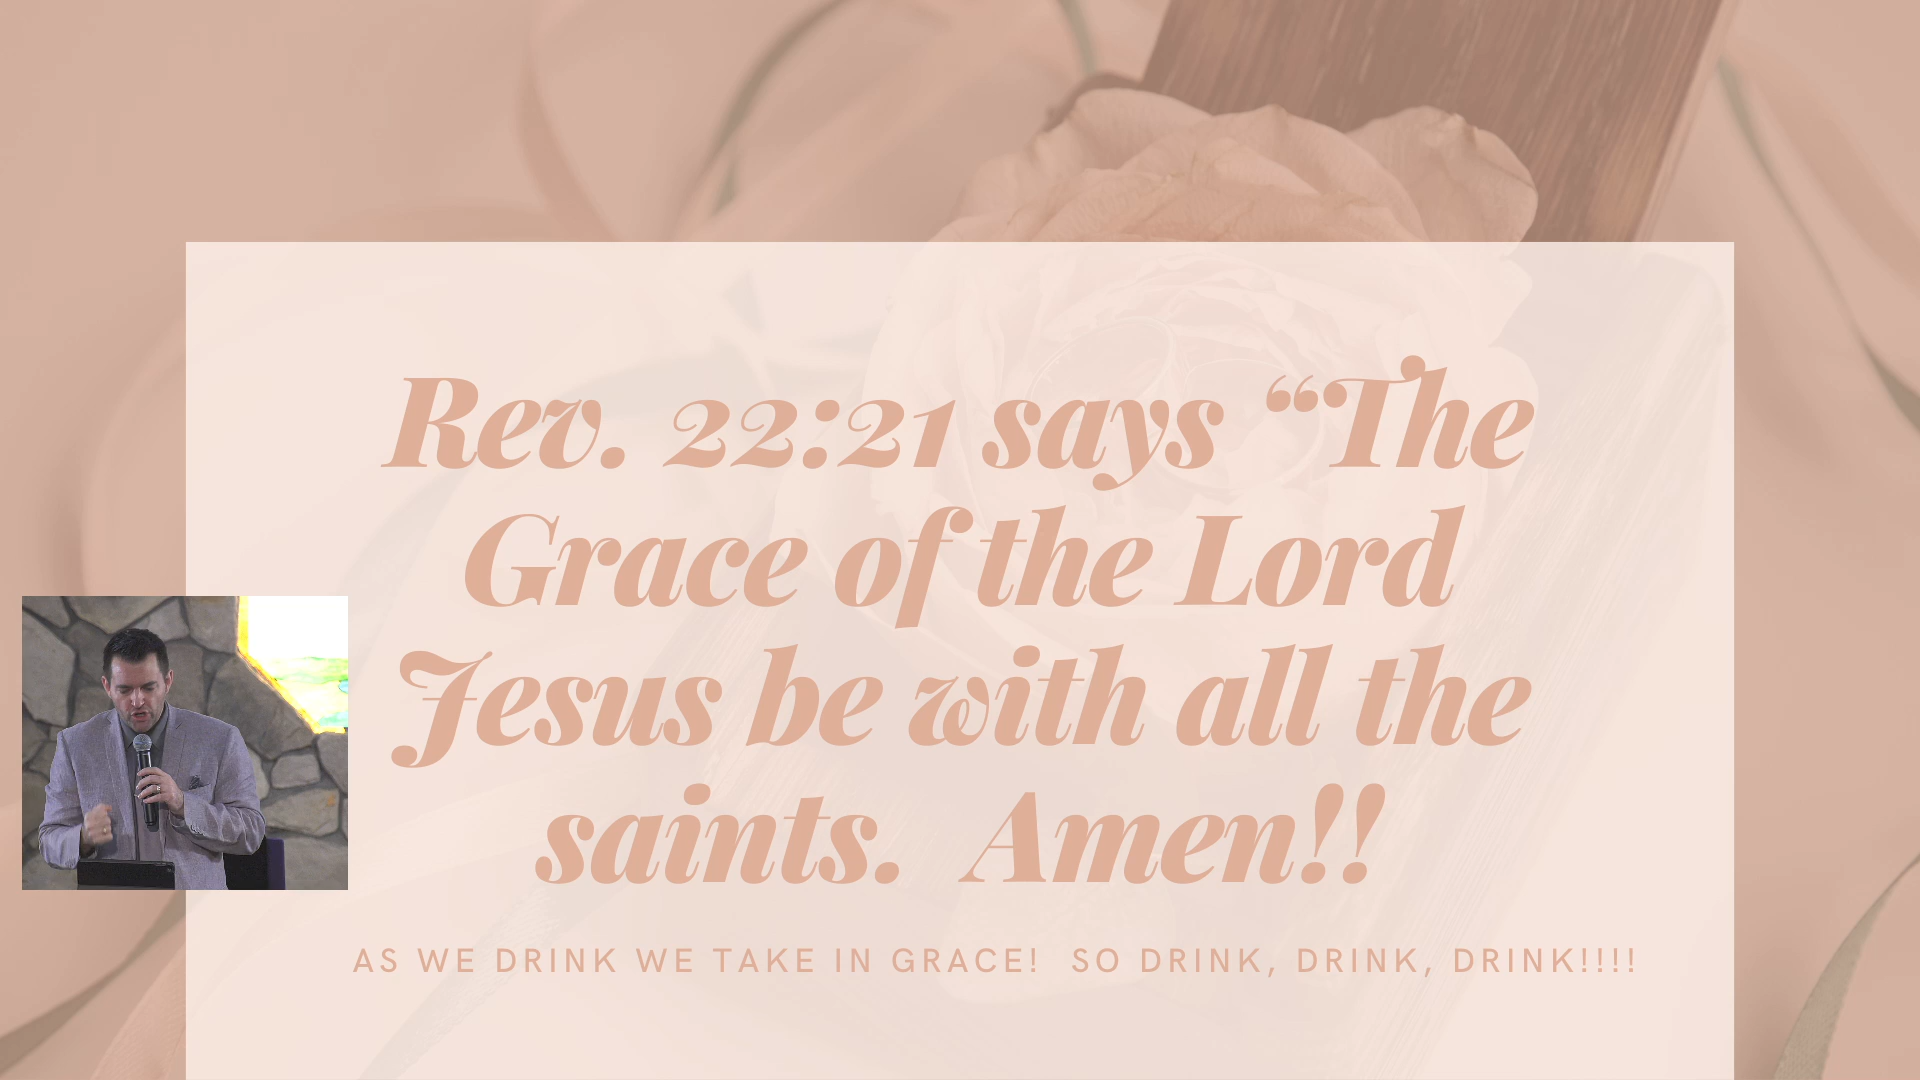 Rev. 22:21 says “The
Grace of the Lord
Jesus be with all the
saints.  Amen!!
AS WE DRINK WE TAKE IN GRACE!  SO DRINK, DRINK, DRINK!!!!